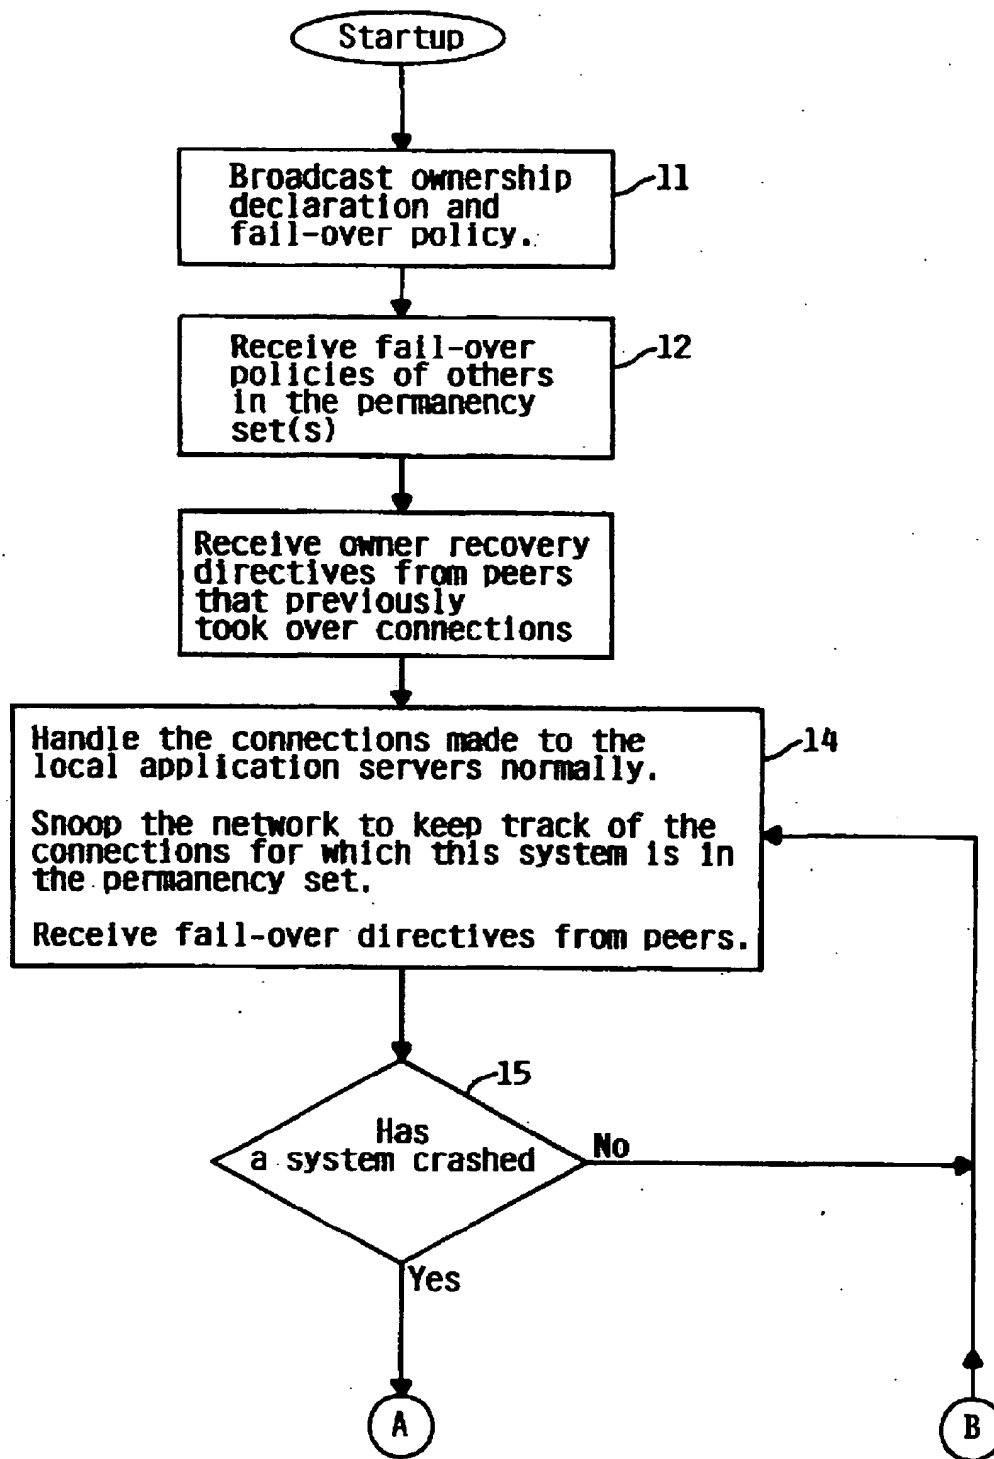 Startup
Broadcast ownership
declaration and
fail-over policy.
11
Receive fail-over
policies of others
in the permanency
set(s)
12
Receive owner recovery
directives from peers
that previously
took over connections
Handle the connections made to the
local application servers normally.
Snoop the network to keep track of the
connections for which this system is in
the permanency set.
Receive fail-over directives from peers.
14
15
Has
a system crashed
No
Yes
A
B